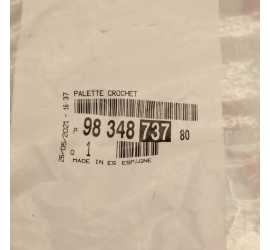 PALETTE CROCHET
P 98 348 737 80
Q 1
MADE IN ES ESPAGNE
25/05/2021 - 16:37